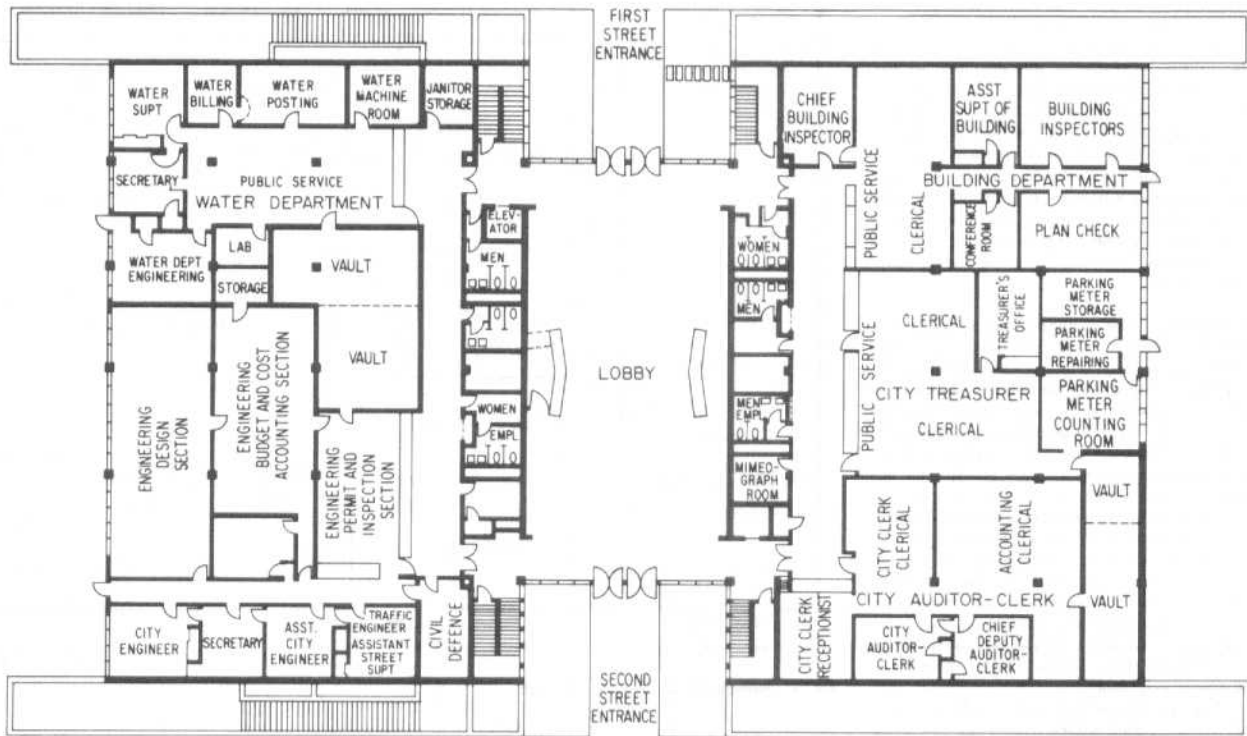 FIRST
STREET
ENTRANCE
WATER
SUPT
WATER
BILLING
WATER
POSTING
WATER
MACHINE
ROOM
JANITOR
STORAGE
CHIEF
BUILDING
INSPECTOR
ASST
SUPT OF
BUILDING
BUILDING
INSPECTORS
SECRETARY
PUBLIC SERVICE
WATER DEPARTMENT
PUBLIC SERVICE
CLERICAL
BUILDING DEPARTMENT
ELEV-
ATOR
MEN
WOMEN
CONFERENCE
ROOM
PLAN CHECK
WATER DEPT
ENGINEERING
LAB
STORAGE
VAULT
VAULT
MEN
CLERICAL
TREASURER'S
OFFICE
PARKING
METER
STORAGE
PARKING
METER
REPAIRING
LOBBY
PUBLIC SERVICE
CITY TREASURER
CLERICAL
PARKING
METER
COUNTING
ROOM
ENGINEERING
DESIGN
SECTION
ENGINEERING
BUDGET AND COST
ACCOUNTING SECTION
ENGINEERING
PERMIT AND
INSPECTION
SECTION
WOMEN
EMPL
MEN
EMPL
MIMEO-
GRAPH
ROOM
CITY CLERK
CLERICAL
ACCOUNTING
CLERICAL
VAULT
VAULT
CITY AUDITOR-CLERK
CITY
ENGINEER
SECRETARY
ASST.
CITY
ENGINEER
TRAFFIC
ENGINEER
ASSISTANT
STREET
SUPT
CIVIL
DEFENCE
CITY CLERK
RECEPTIONIST
CITY
AUDITOR-
CLERK
CHIEF
DEPUTY
AUDITOR-
CLERK
SECOND
STREET
ENTRANCE